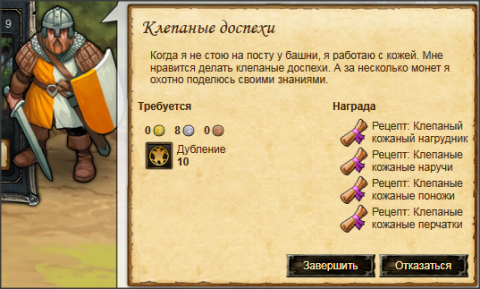 9
Клепаные доспехи
Когда я не стою на посту у башни, я работаю с кожей. Мне
нравится делать клепаные доспехи. А за несколько монет я
охотно поделюсь своими знаниями.
Требуется
0 8 0
Дубление
10
Награда
Рецепт: Клепаный
кожаный нагрудник
Рецепт: Клепаные
кожаные наручи
Рецепт: Клепаные
кожаные поножи
Рецепт: Клепаные
кожаные перчатки
Завершить
Отказаться